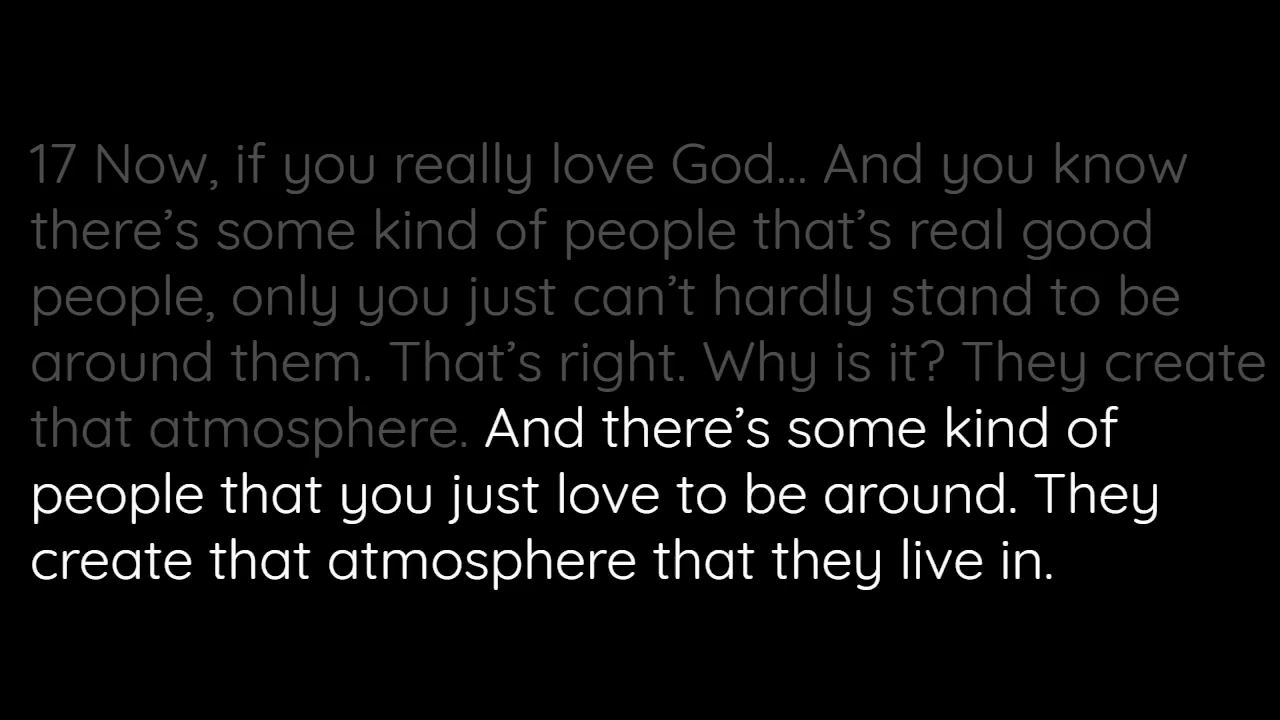 17 Now, if you really love God... And you know
there’s some kind of people that’s real good
people, only you just can’t hardly stand to be
around them. That’s right. Why is it? They create
that atmosphere. And there’s some kind of
people that you just love to be around. They
create that atmosphere that they live in.